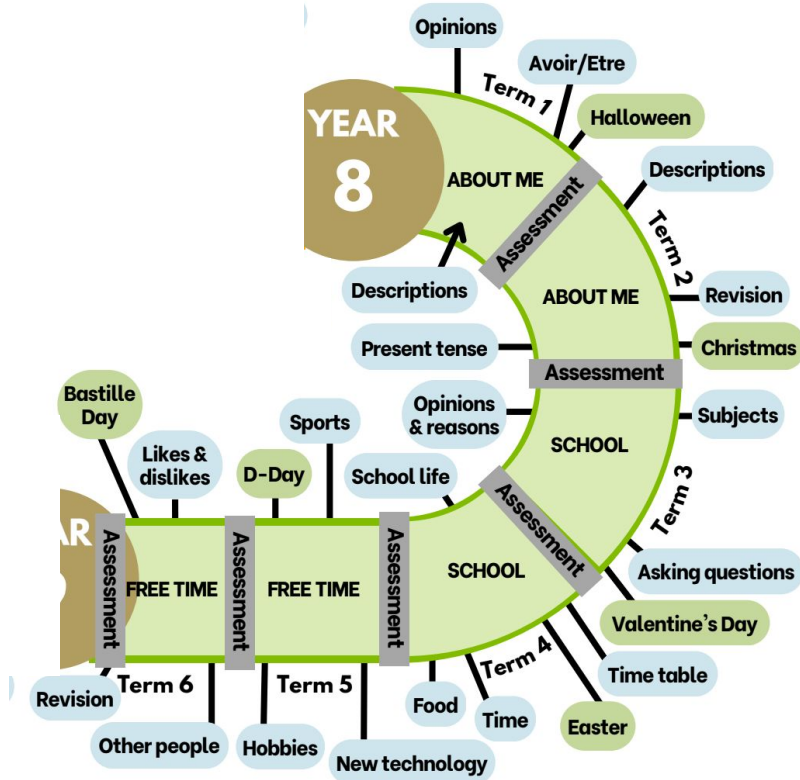 Opinions
Term 1
Avoir/Etre
Halloween
YEAR
8
ABOUT ME
Assessment
Descriptions
Descriptions
Term 2
ABOUT ME
Revision
Present tense
Christmas
Assessment
Opinions
& reasons
Subjects
SCHOOL
Term 3
School life
Assessment
Asking questions
SCHOOL
Valentine's Day
Time table
Term 4
Easter
Time
Food
Assessment
Sports
D-Day
FREE TIME
Term 5
New technology
Hobbies
Assessment
Likes &
dislikes
Bastille
Day
FREE TIME
Term 6
Other people
Revision
Assessment
AR